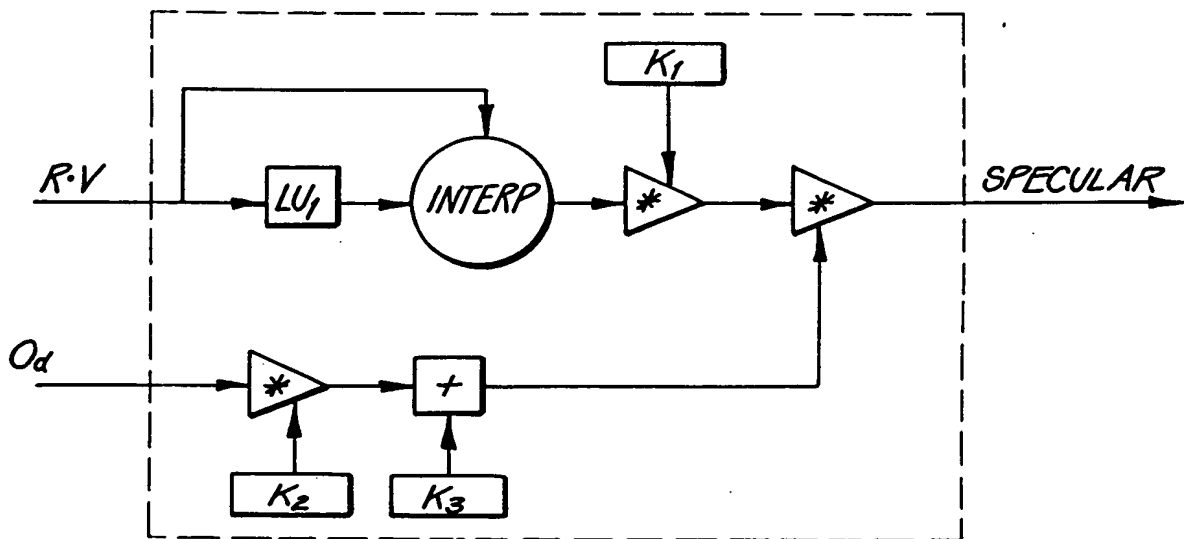 K1
R·V
LU1
INTERP
*
*
SPECULAR
Od
*
+
K2
K3